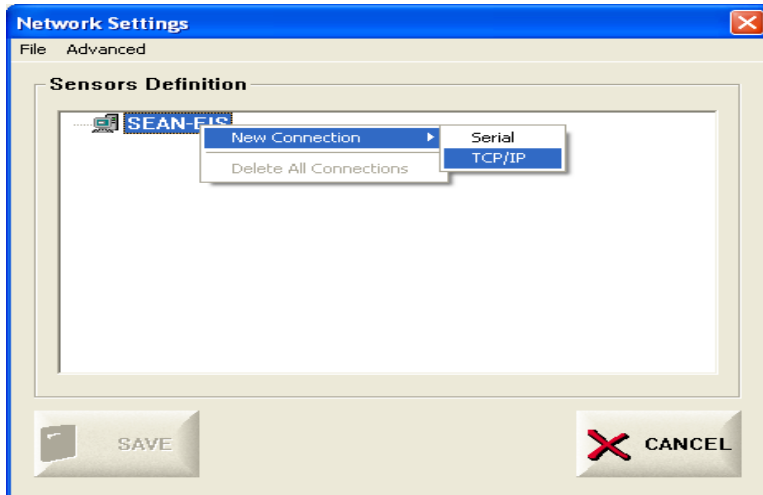 Network Settings
File Advanced
Sensors Definition
SEAN-EIS
New Connection
Serial
TCP/IP
Delete All Connections
SAVE
CANCEL